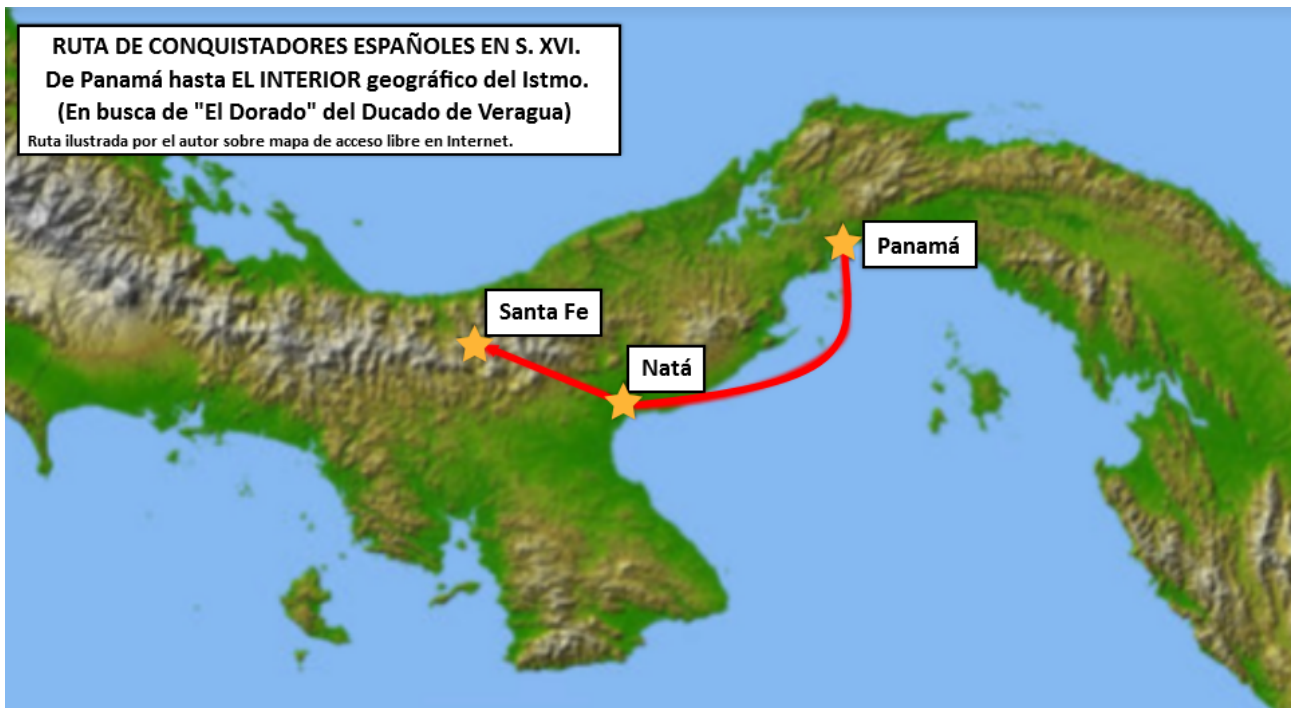 RUTA DE CONQUISTADORES ESPAÑOLES EN S. XVI.
De Panamá hasta EL INTERIOR geográfico del Istmo.
(En busca de "El Dorado" del Ducado de Veragua)
Ruta ilustrada por el autor sobre mapa de acceso libre en Internet.
Panamá
Santa Fe
Natá